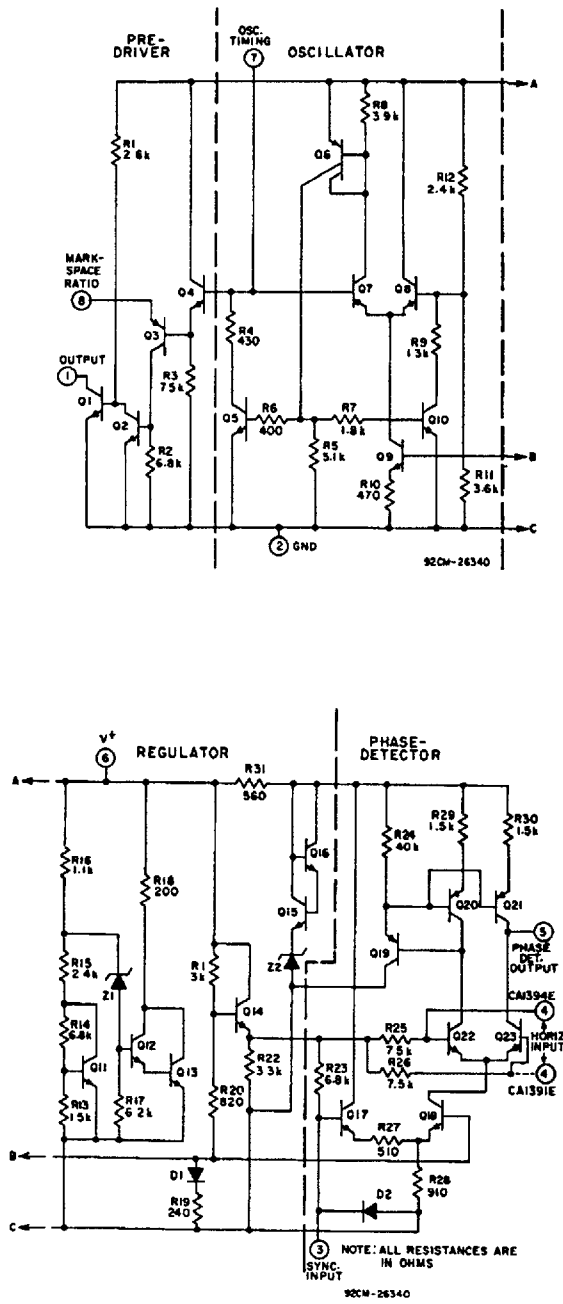 PRE-
DRIVER
OSC.
TIMING
7
OSCILLATOR
A
R1
2.6k
R8
3.9k
Q6
R12
2.4k
MARK-
SPACE
RATIO
8
Q4
Q7
Q8
Q3
R4
430
R9
1.3k
OUTPUT
1
R3
75k
Q1
Q2
Q5
R6
400
R7
1.8k
Q10
R2
6.8k
R5
5.1k
Q9
B
R10
470
R11
3.6k
C
2
GND
92CM-26340
V+
6
REGULATOR
PHASE-
DETECTOR
A
R31
560
R16
1.1k
R18
200
Q16
R24
40k
R29
1.5k
R30
1.5k
Q15
Q20
Q21
R15
2.4k
Z1
R1
3k
Z2
Q19
5
PHASE
DET.
OUTPUT
R14
6.8k
Q12
Q14
CA1394E
R25
7.5k
Q22
Q23
4
HORIZ
INPUT
Q11
Q13
R22
3.3k
R23
6.8k
R26
7.5k
4
CA1391E
R13
1.5k
R17
6.2k
R20
820
Q17
R27
510
Q18
B
D1
R28
910
R19
240
D2
C
3
SYNC.
INPUT
NOTE: ALL RESISTANCES ARE
IN OHMS
92CM-26340